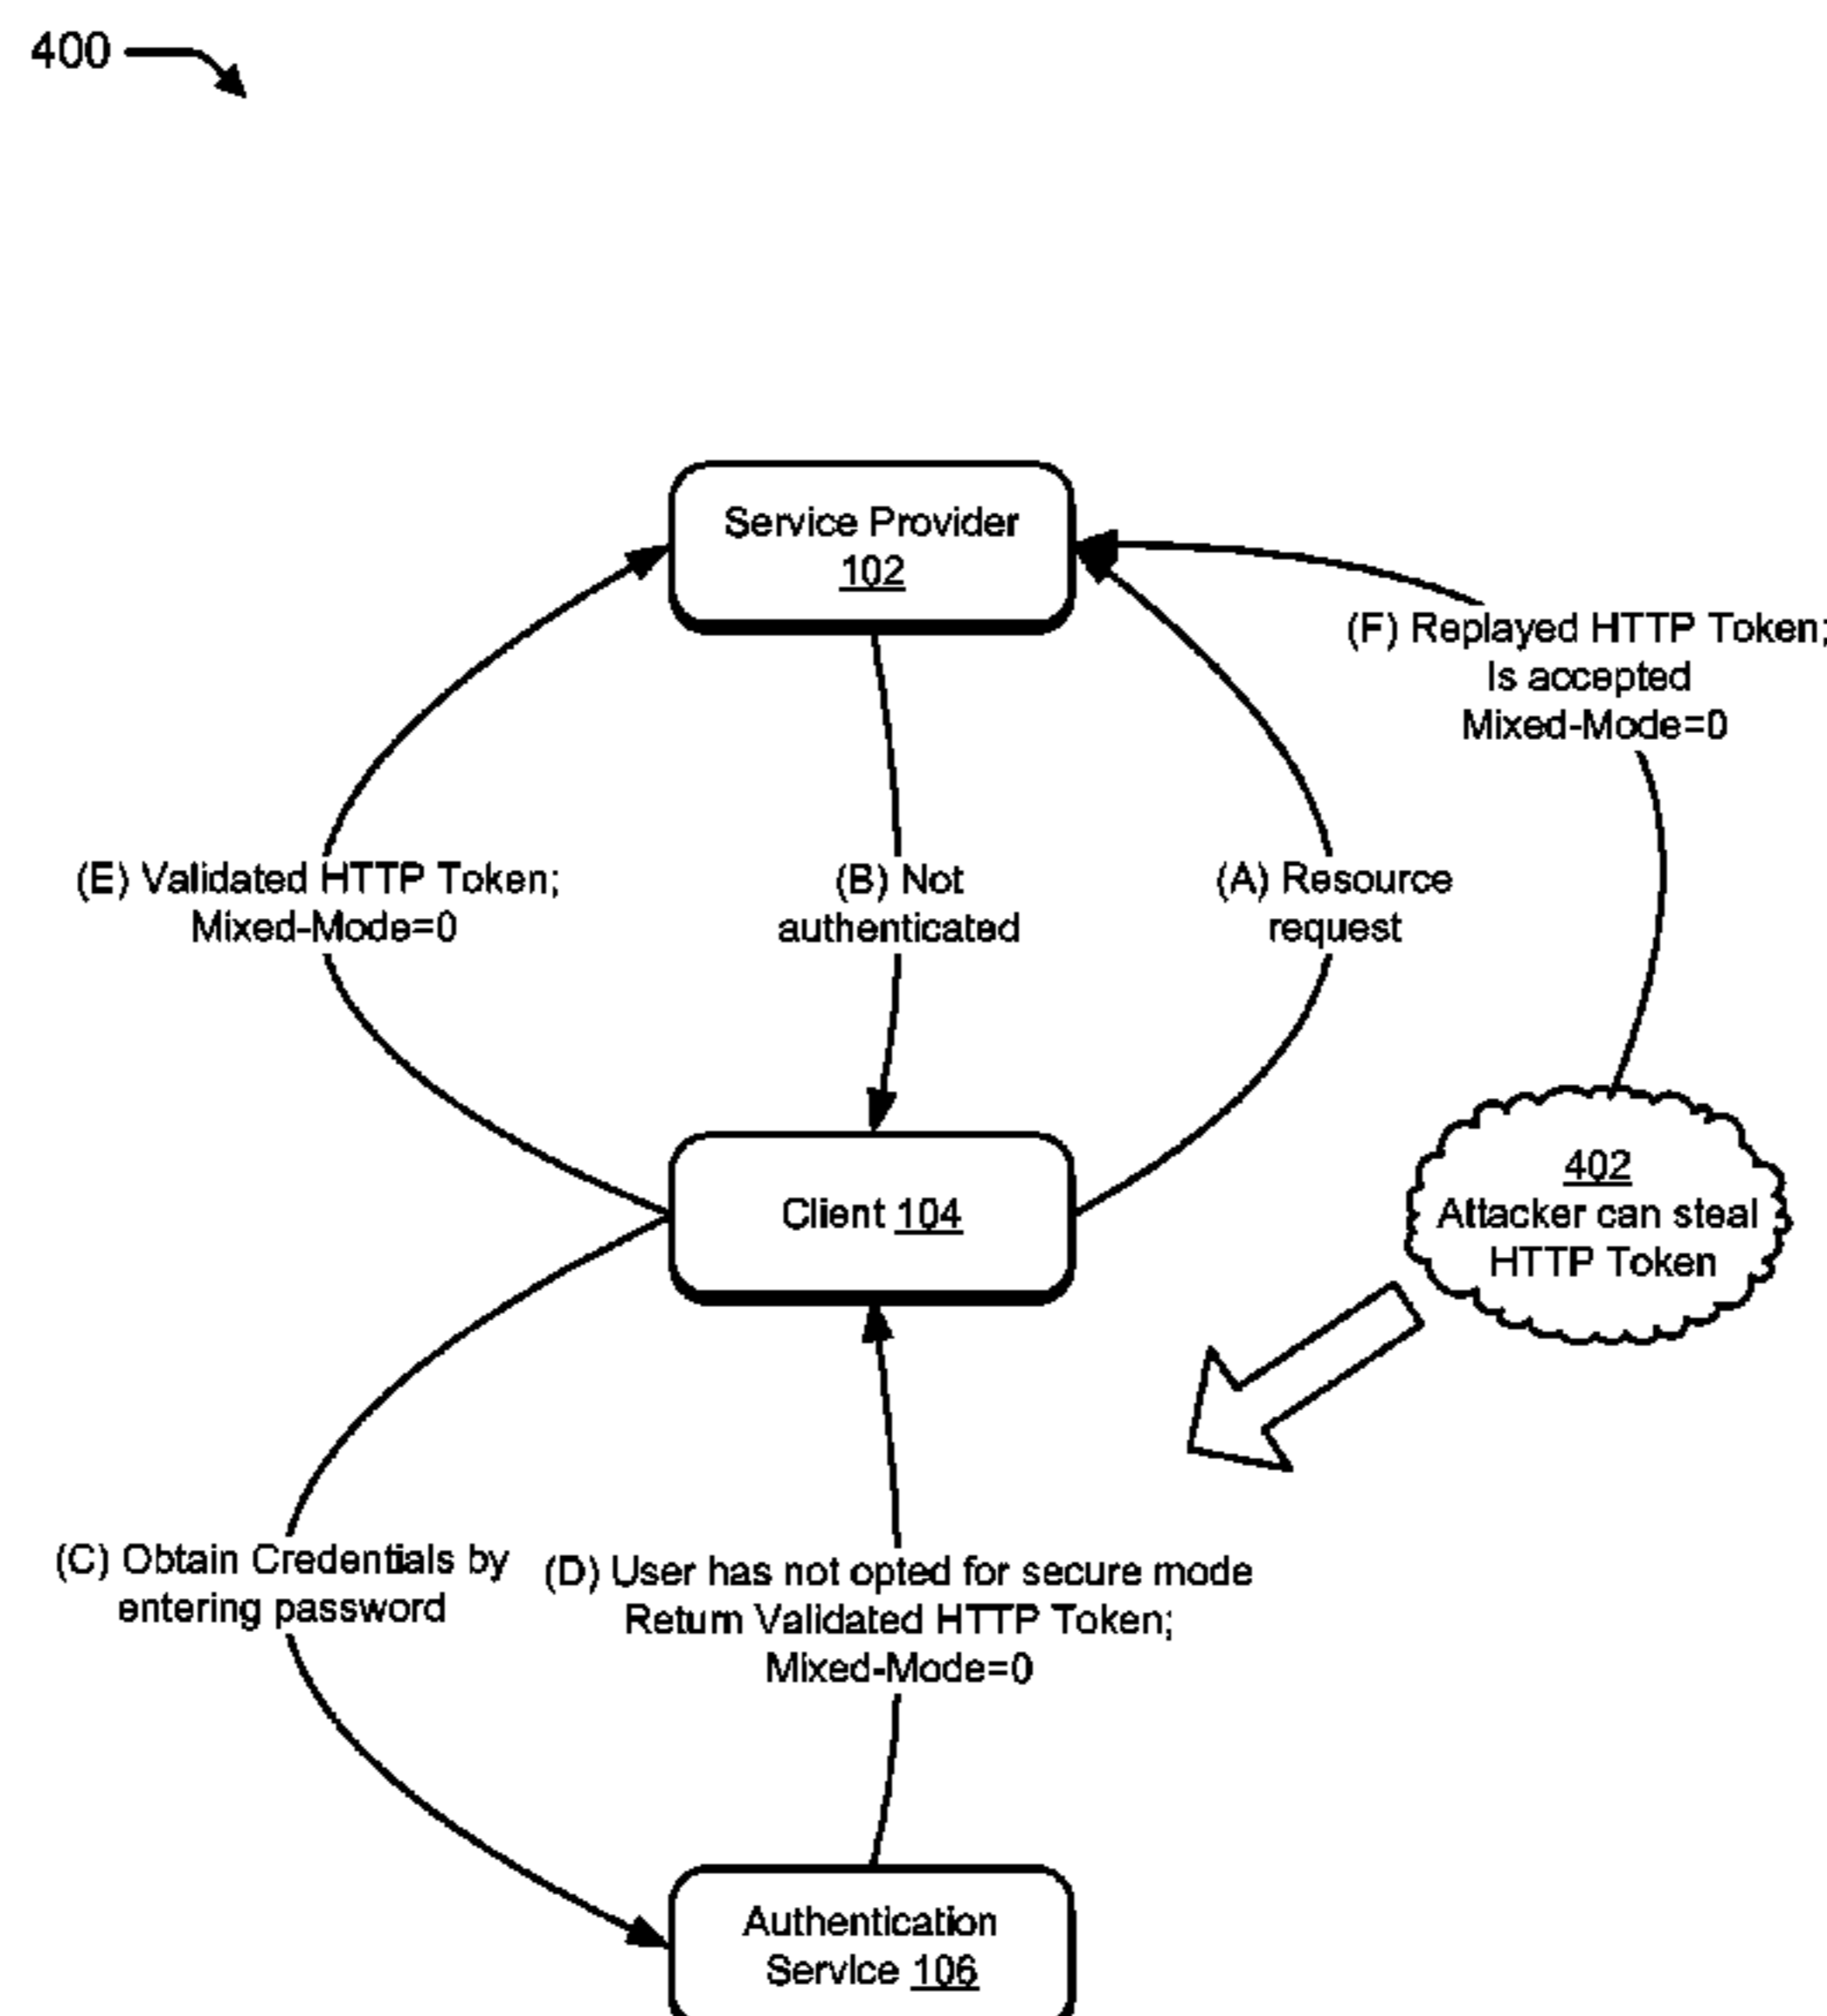 400
Service Provider
102
(F) Replayed HTTP Token;
Is accepted
Mixed-Mode=0
(E) Validated HTTP Token;
Mixed-Mode=0
(B) Not
authenticated
(A) Resource
request
Client 104
402
Attacker can steal
HTTP Token
(C) Obtain Credentials by
entering password
(D) User has not opted for secure mode
Return Validated HTTP Token;
Mixed-Mode=0
Authentication
Service 106